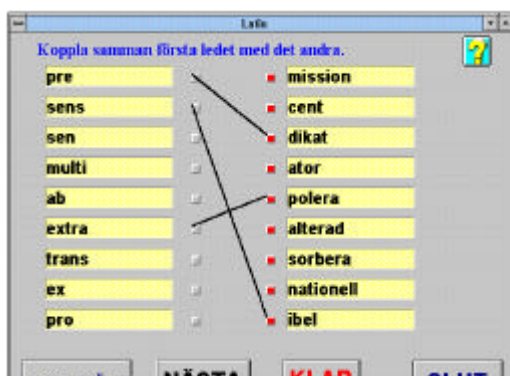 Latin
Koppla samman första ledet med det andra.
pre mission
sens cent
sen dikat
multi ator
ab polera
extra alterad
trans sorbera
ex nationell
pro ibel
NÄSTA KLAR SLUT